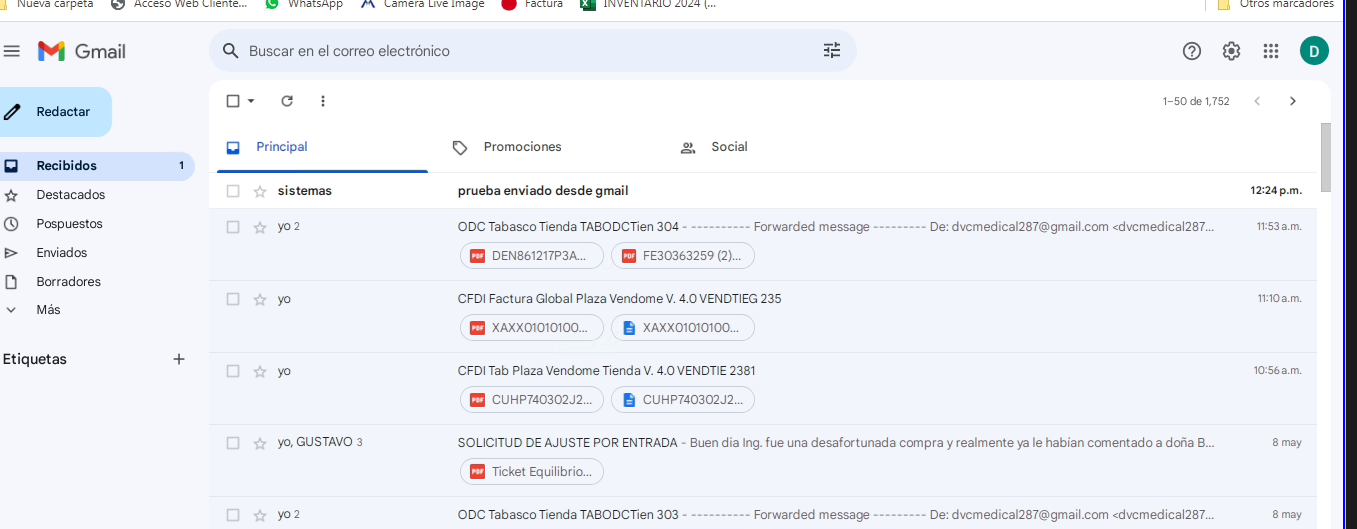 Nueva carpeta Acceso Web Cliente... WhatsApp Camera Live Image Factura INVENTARIO 2024 (... Otros marcadores
Gmail Buscar en el correo electrónico D
Redactar
1–50 de 1,752
Principal Promociones Social
Recibidos 1
Destacados
Pospuestos
Enviados
Borradores
Más
Etiquetas
sistemas prueba enviado desde gmail 12:24 p.m.
yo 2 ODC Tabasco Tienda TABODCTien 304 - ---------- Forwarded message --------- De: dvcmedical287@gmail.com <dvcmedical287... 11:53 a.m.
PDF DEN861217P3A... PDF FE30363259 (2)...
yo CFDI Factura Global Plaza Vendome V. 4.0 VENDTIEG 235 11:10 a.m.
PDF XAXX01010100... XAXX01010100...
yo CFDI Tab Plaza Vendome Tienda V. 4.0 VENDTIE 2381 10:56 a.m.
PDF CUHP740302J2... CUHP740302J2...
yo, GUSTAVO 3 SOLICITUD DE AJUSTE POR ENTRADA - Buen dia Ing. fue una desafortunada compra y realmente ya le habían comentado a doña B... 8 may
PDF Ticket Equilibrio...
yo 2 ODC Tabasco Tienda TABODCTien 303 - ---------- Forwarded message --------- De: dvcmedical287@gmail.com <dvcmedical287... 8 may